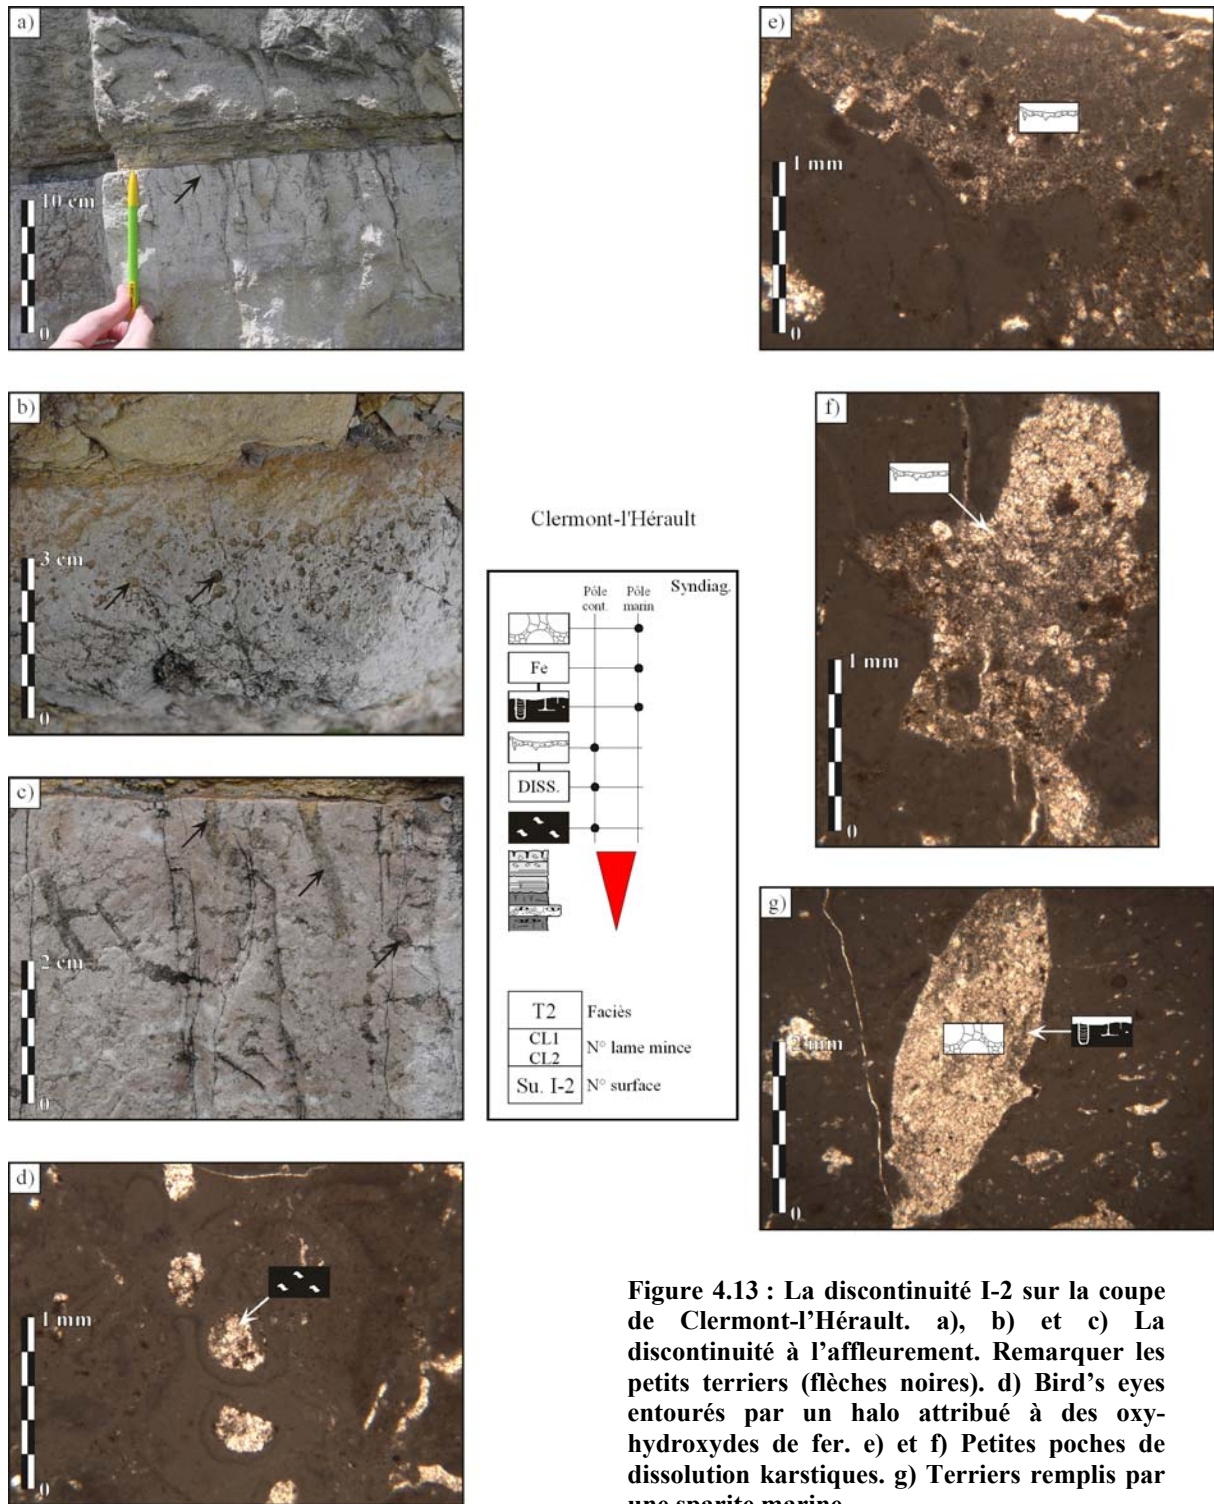 a)
10 cm
0
b)
3 cm
0
c)
2 cm
0
d)
1 mm
0
e)
1 mm
0
f)
1 mm
0
g)
2 mm
0
Clermont-l'Hérault
Syndiag.
Pôle cont.
Pôle marin
Fe
DISS.
T2 Faciès
CL1
CL2
N° lame mince
Su. I-2 N° surface
Figure 4.13 : La discontinuité I-2 sur la coupe
de Clermont-l'Hérault. a), b) et c) La
discontinuité à l'affleurement. Remarquer les
petits terriers (flèches noires). d) Bird's eyes
entourés par un halo attribué à des oxy-
hydroxydes de fer. e) et f) Petites poches de
dissolution karstiques. g) Terriers remplis par
une sparite marine